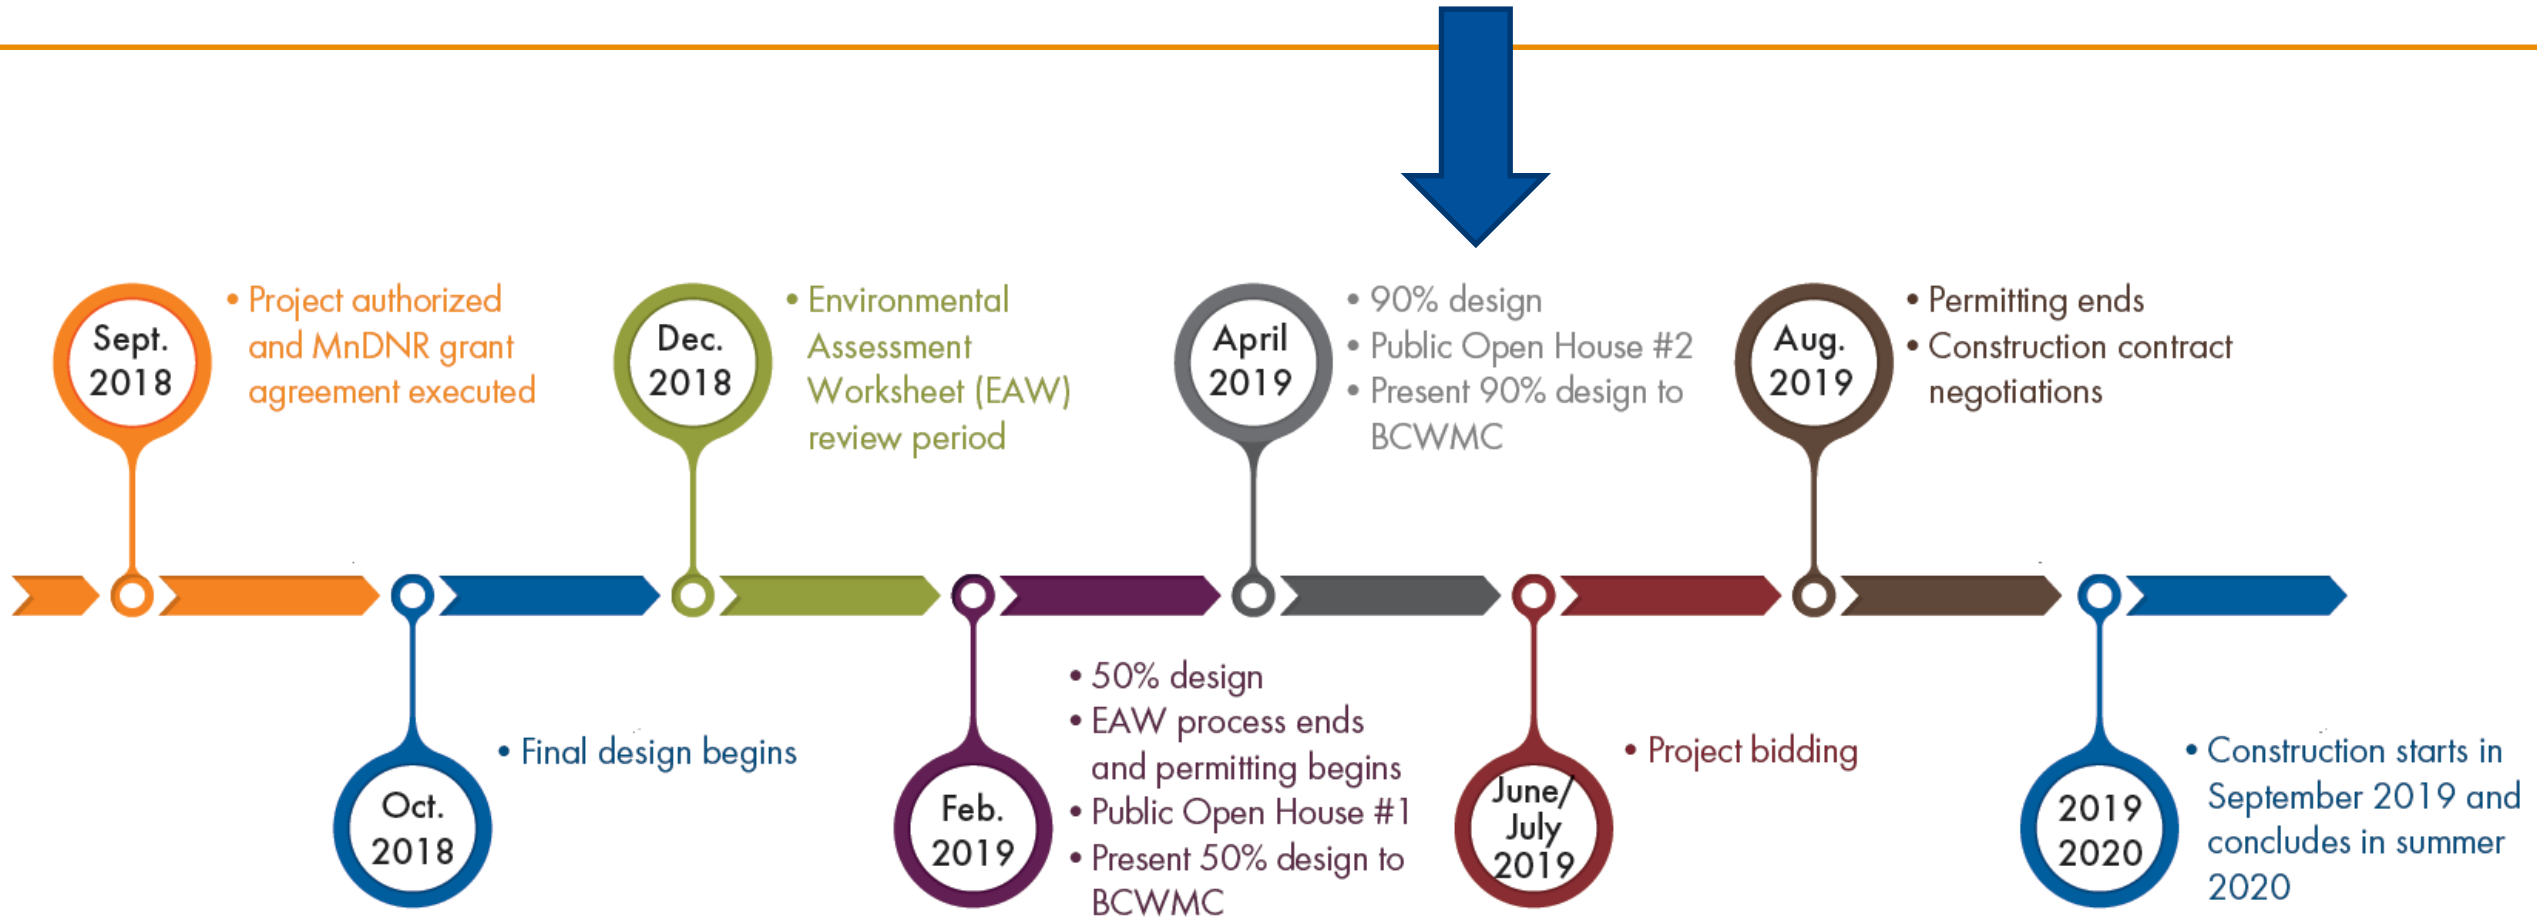 Sept.
2018
• Project authorized
and MnDNR grant
agreement executed
Oct.
2018
• Final design begins
Dec.
2018
• Environmental
Assessment
Worksheet (EAW)
review period
Feb.
2019
• 50% design
• EAW process ends
and permitting begins
• Public Open House #1
• Present 50% design to
BCWMC
April
2019
• 90% design
• Public Open House #2
• Present 90% design to
BCWMC
June/
July
2019
• Project bidding
Aug.
2019
• Permitting ends
• Construction contract
negotiations
2019
2020
• Construction starts in
September 2019 and
concludes in summer
2020